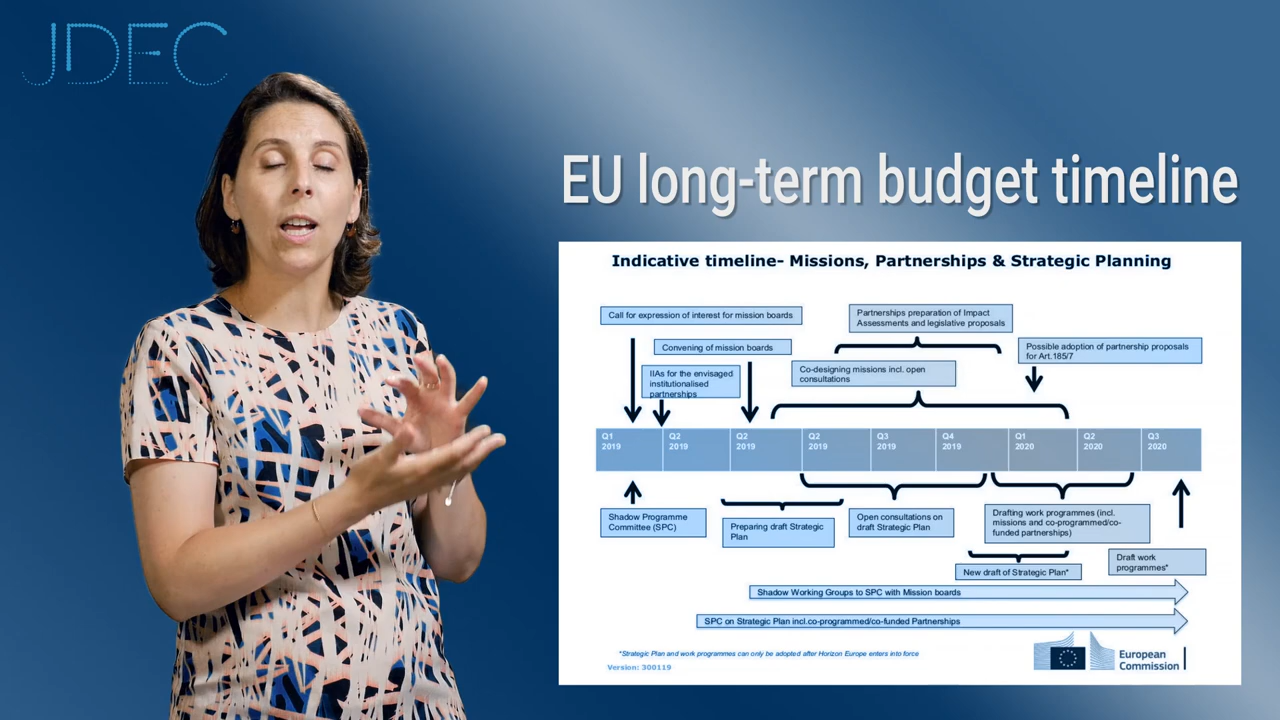 JDEC
EU long-term budget timeline
Indicative timeline- Missions, Partnerships & Strategic Planning
Call for expression of interest for mission boards
Partnerships preparation of Impact
Assessments and legislative proposals
Convening of mission boards
Possible adoption of partnership proposals
for Art.185/7
IIAs for the envisaged
institutionalised
partnerships
Co-designing missions incl. open
consultations
Q1
2019
Q2
2019
Q2
2019
Q2
2019
Q3
2019
Q4
2019
Q1
2020
Q2
2020
Q3
2020
Shadow Programme
Committee (SPC)
Preparing draft Strategic
Plan
Open consultations on
draft Strategic Plan
Drafting work programmes (incl.
missions and co-programmed/co-
funded partnerships)
New draft of Strategic Plan*
Draft work
programmes*
Shadow Working Groups to SPC with Mission boards
SPC on Strategic Plan incl.co-programmed/co-funded Partnerships
*Strategic Plan and work programmes can only be adopted after Horizon Europe enters into force
Version: 300119
European
Commission